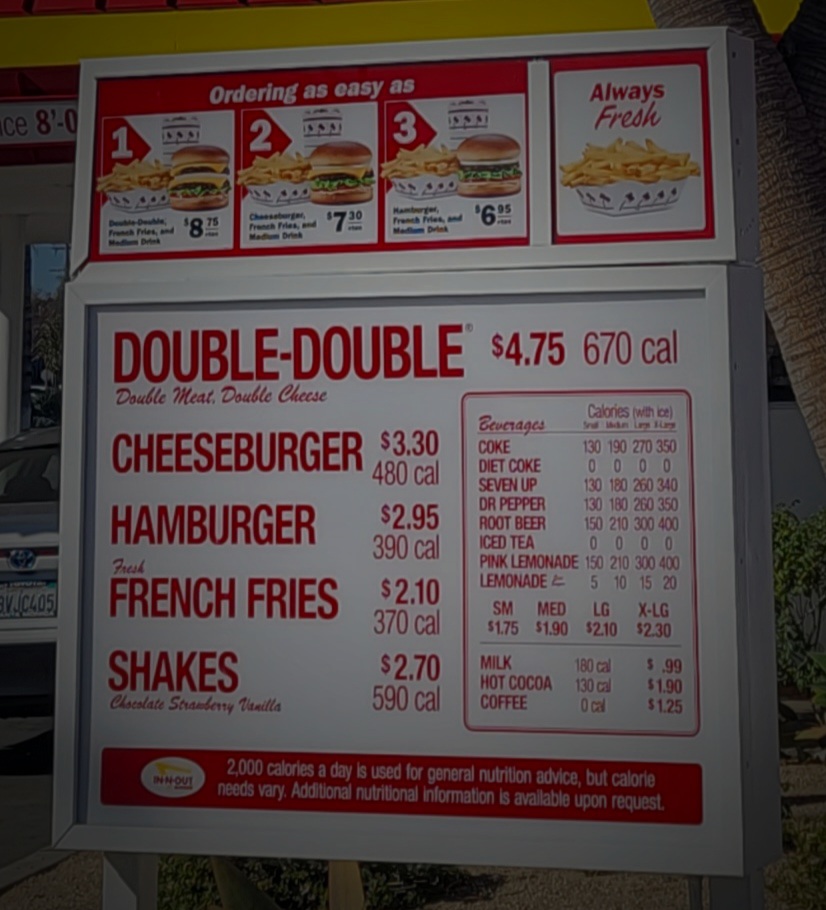 ce 8'-0
Ordering as easy as
1
Double-Double,
French Fries, and
Medium Drink
$8 75
2
Cheeseburger,
French Fries, and
Medium Drink
$7 30
3
Hamburger,
French Fries, and
Medium Drink
$6 95
Always
Fresh
DOUBLE-DOUBLE® $4.75 670 cal
Double Meat, Double Cheese
CHEESEBURGER $3.30
480 cal
HAMBURGER $2.95
390 cal
Fresh
FRENCH FRIES $2.10
370 cal
SHAKES $2.70
590 cal
Chocolate Strawberry Vanilla
Calories (with ice)
Beverages Small Medium Large X-Large
COKE 130 190 270 350
DIET COKE 0 0 0 0
SEVEN UP 130 180 260 340
DR PEPPER 130 180 260 350
ROOT BEER 150 210 300 400
ICED TEA 0 0 0 0
PINK LEMONADE 150 210 300 400
LEMONADE 5 10 15 20
SM MED LG X-LG
$1.75 $1.90 $2.10 $2.30
MILK 180 cal $ .99
HOT COCOA 130 cal $1.90
COFFEE 0 cal $1.25
IN-N-OUT
2,000 calories a day is used for general nutrition advice, but calorie
needs vary. Additional nutritional information is available upon request.
BVJC405